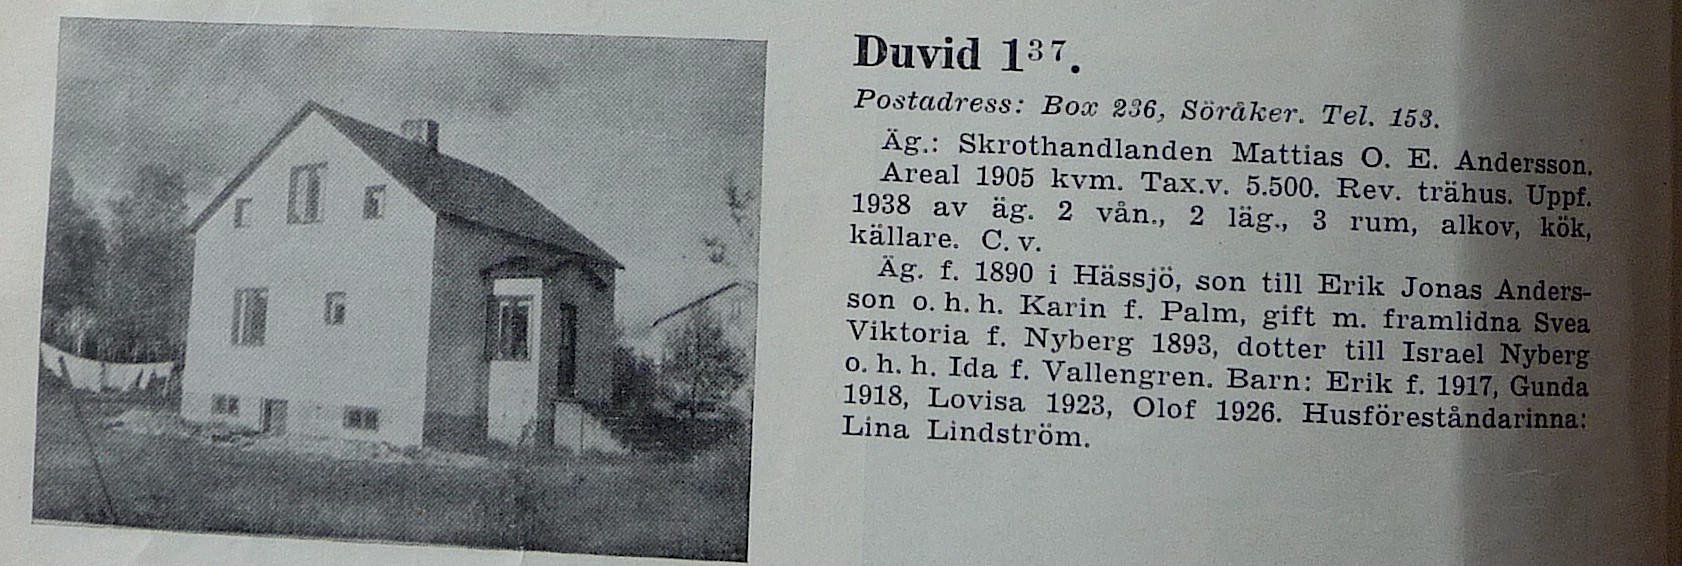 Duvid 1³⁷.
Postadress: Box 236, Söråker. Tel. 153.
Äg.: Skrothandlanden Mattias O. E. Andersson.
Areal 1905 kvm. Tax.v. 5.500. Rev. trähus. Uppf.
1938 av äg. 2 vån., 2 läg., 3 rum, alkov, kök,
källare. C. v.
Äg. f. 1890 i Hässjö, son till Erik Jonas Anders-
son o. h. h. Karin f. Palm, gift m. framlidna Svea
Viktoria f. Nyberg 1893, dotter till Israel Nyberg
o. h. h. Ida f. Vallengren. Barn: Erik f. 1917, Gunda
1918, Lovisa 1923, Olof 1926. Husföreståndarinna:
Lina Lindström.